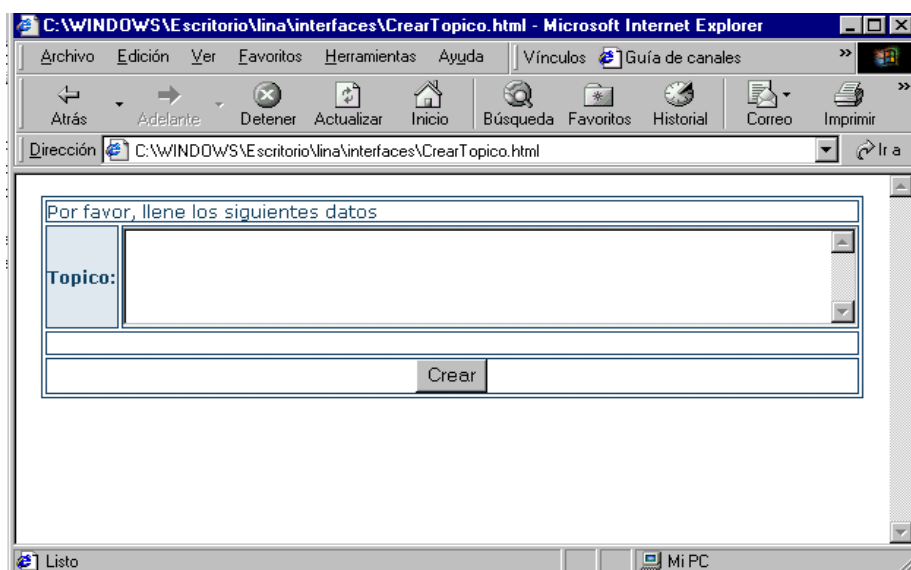 C:\WINDOWS\Escritorio\lina\interfaces\CrearTopico.html - Microsoft Internet Explorer
Archivo Edición Ver Favoritos Herramientas Ayuda Vínculos Guía de canales »
Atrás Adelante Detener Actualizar Inicio Búsqueda Favoritos Historial Correo Imprimir »
Dirección C:\WINDOWS\Escritorio\lina\interfaces\CrearTopico.html Ir a
Por favor, llene los siguientes datos
Topico:
Crear
Listo Mi PC